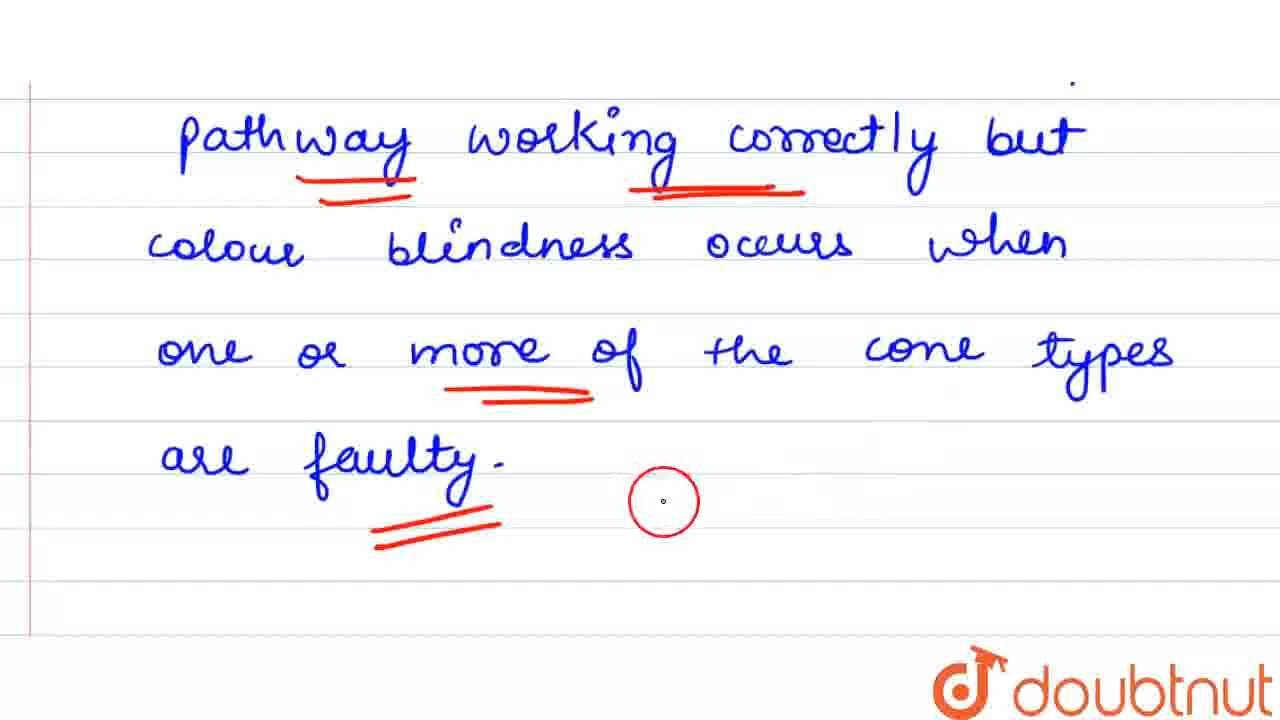 pathway working correctly but
colour blindness occurs when
one or more of the cone types
are faulty.
doubtnut